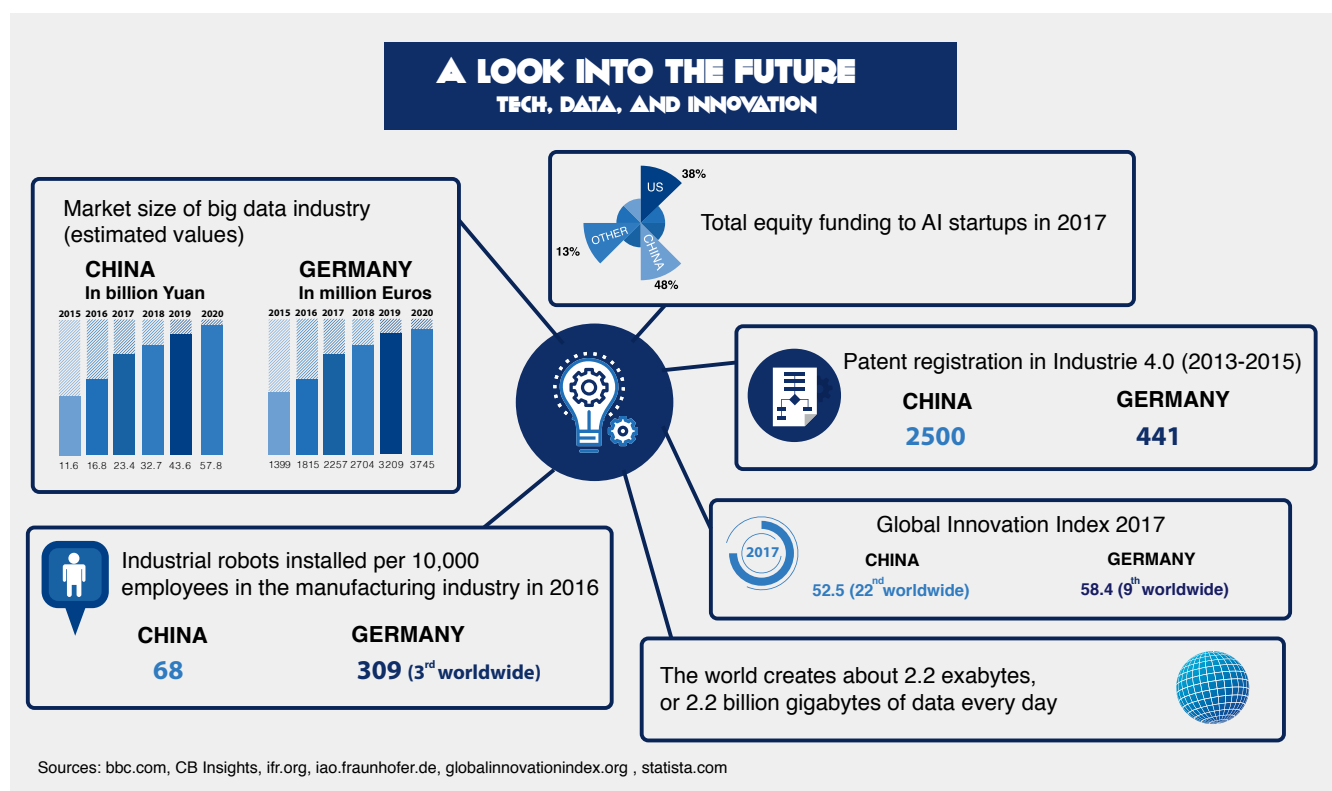 A LOOK INTO THE FUTURE
TECH, DATA, AND INNOVATION
Market size of big data industry
(estimated values)
CHINA
In billion Yuan
2015 2016 2017 2018 2019 2020
11.6 16.8 23.4 32.7 43.6 57.8
GERMANY
In million Euros
2015 2016 2017 2018 2019 2020
1399 1815 2257 2704 3209 3745
38%
US
OTHER
13%
CHINA
48%
Total equity funding to AI startups in 2017
Patent registration in Industrie 4.0 (2013-2015)
CHINA
2500
GERMANY
441
2017
Global Innovation Index 2017
CHINA
52.5 (22nd worldwide)
GERMANY
58.4 (9th worldwide)
Industrial robots installed per 10,000
employees in the manufacturing industry in 2016
CHINA
68
GERMANY
309 (3rd worldwide)
The world creates about 2.2 exabytes,
or 2.2 billion gigabytes of data every day
Sources: bbc.com, CB Insights, ifr.org, iao.fraunhofer.de, globalinnovationindex.org , statista.com